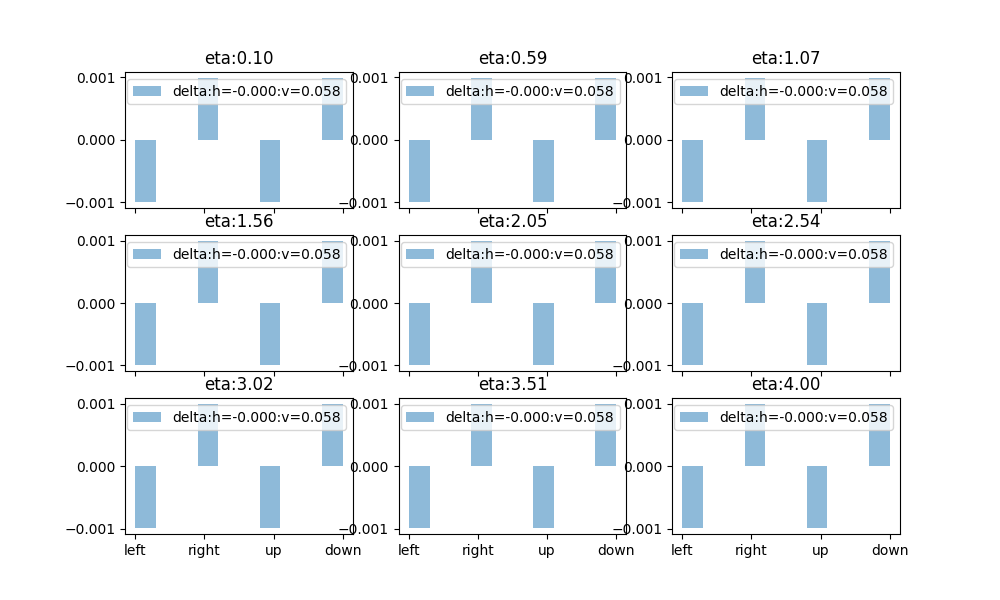 eta:0.10 eta:0.59 eta:1.07
0.001 0.001 0.001
delta:h=-0.000:v=0.058 delta:h=-0.000:v=0.058 delta:h=-0.000:v=0.058
0.000 0.000 0.000
−0.001 −0.001 −0.001
eta:1.56 eta:2.05 eta:2.54
0.001 0.001 0.001
delta:h=-0.000:v=0.058 delta:h=-0.000:v=0.058 delta:h=-0.000:v=0.058
0.000 0.000 0.000
−0.001 −0.001 −0.001
eta:3.02 eta:3.51 eta:4.00
0.001 0.001 0.001
delta:h=-0.000:v=0.058 delta:h=-0.000:v=0.058 delta:h=-0.000:v=0.058
0.000 0.000 0.000
−0.001 −0.001 −0.001
left right up down left right up down left right up down